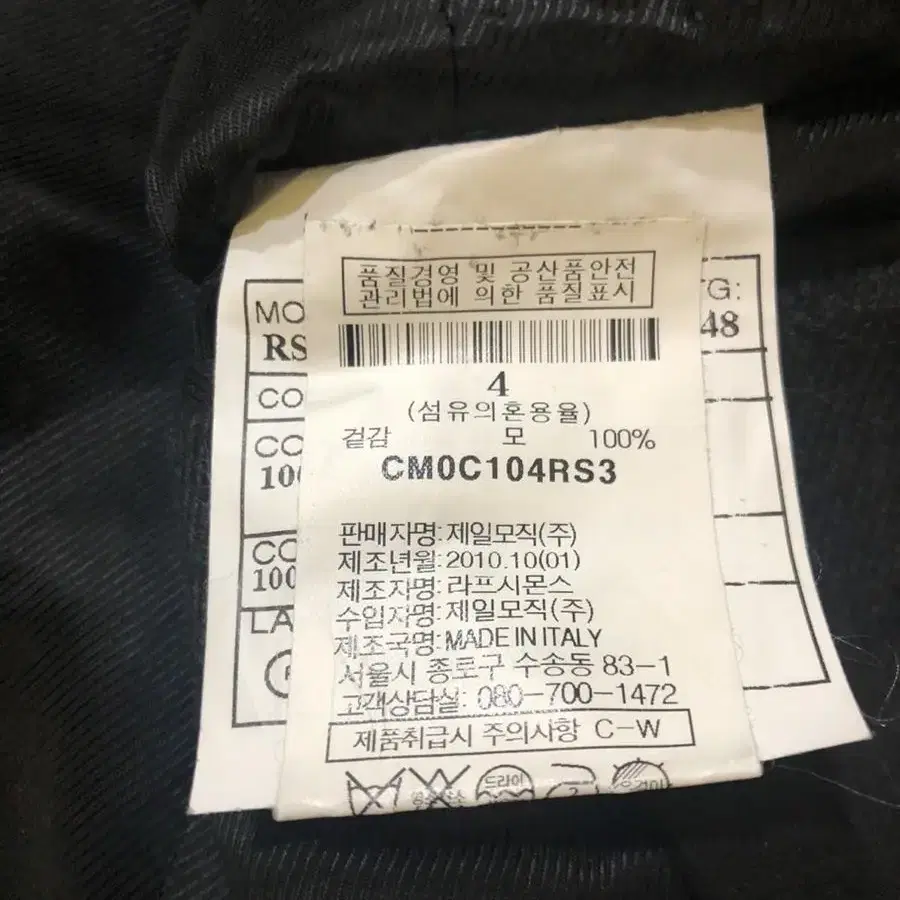 품질경영 및 공산품안전
관리법에 의한 품질표시
4
(섬유의혼용율)
겉감 모 100%
CM0C104RS3
판매자명: 제일모직(주)
제조년월: 2010.10(01)
제조자명: 라프시몬스
수입자명: 제일모직(주)
제조국명: MADE IN ITALY
서울시 종로구 수송동 83-1
고객상담실: 080-700-1472
제품취급시 주의사항 C-W
드라이
MO
RS
CO
CO
100
CO
100
LA
TG:
48